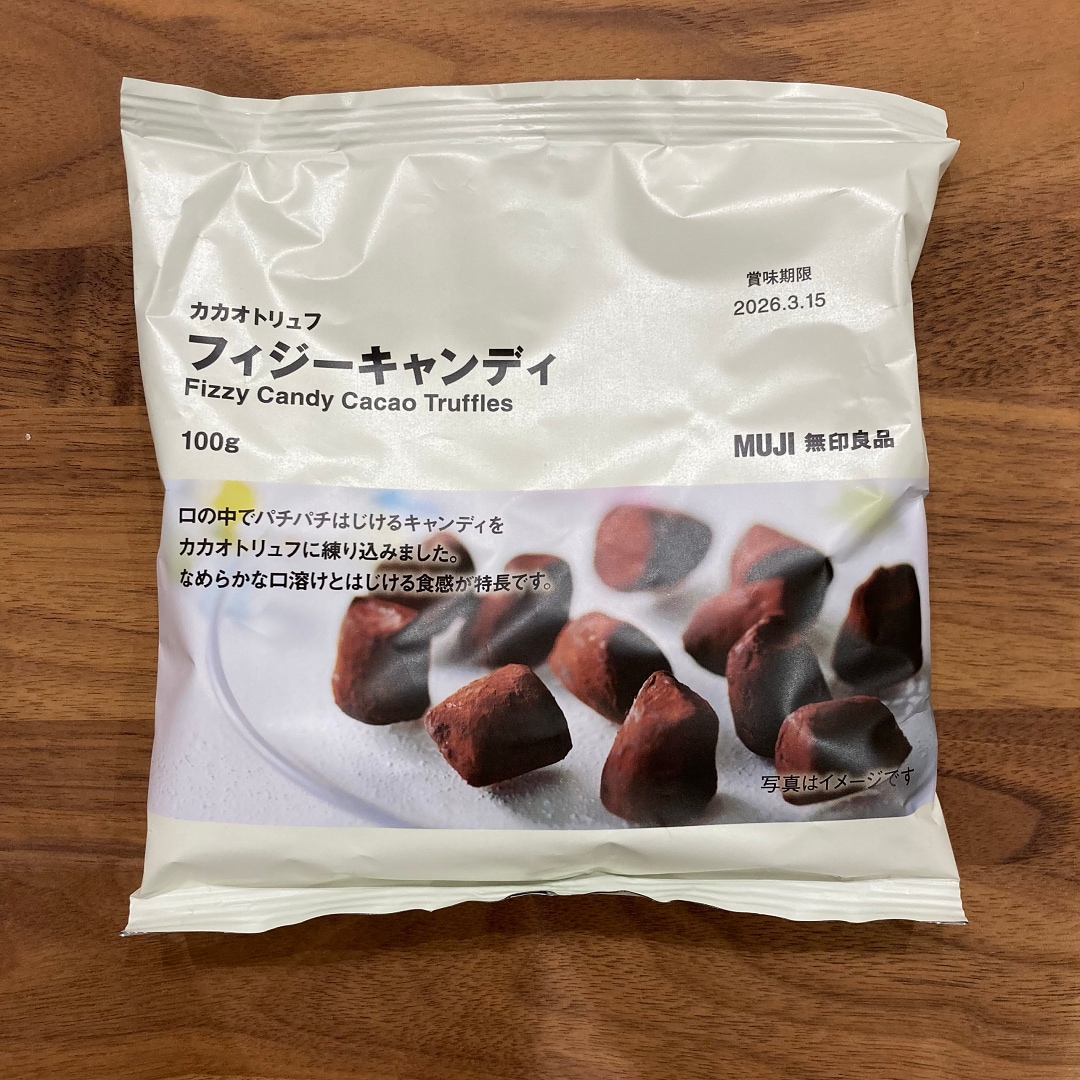 賞味期限
2026.3.15
カカオトリュフ
フィジーキャンディ
Fizzy Candy Cacao Truffles
100g
MUJI 無印良品
口の中でパチパチはじけるキャンディを
カカオトリュフに練り込みました。
なめらかな口溶けとはじける食感が特長です。
写真はイメージです